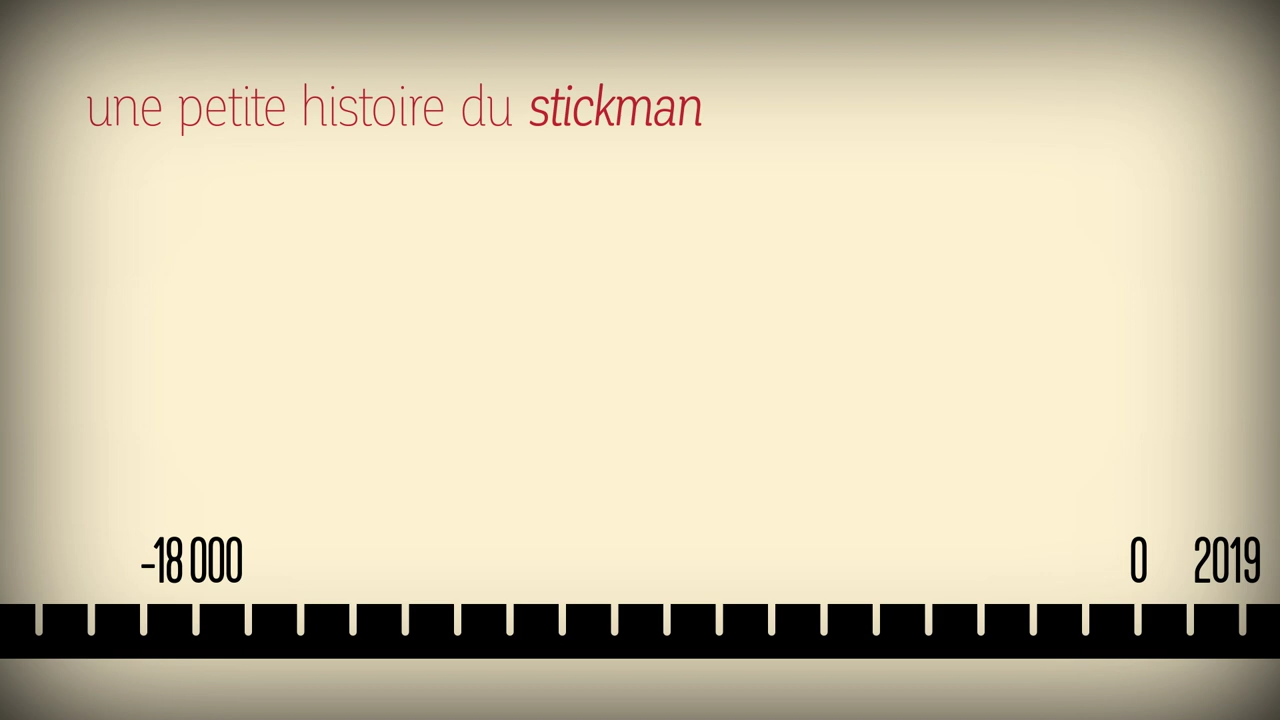 une petite histoire du stickman
–18 000 0 2019